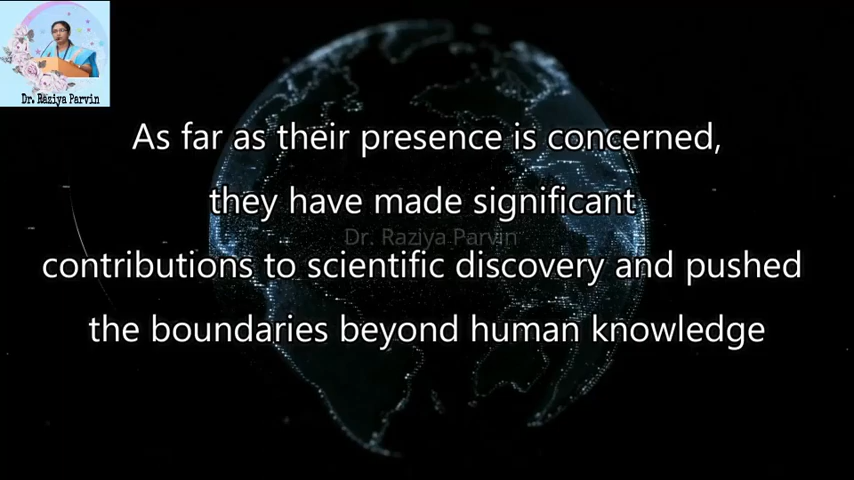 Dr. Raziya Parvin
As far as their presence is concerned,
they have made significant
Dr. Raziya Parvin
contributions to scientific discovery and pushed
the boundaries beyond human knowledge